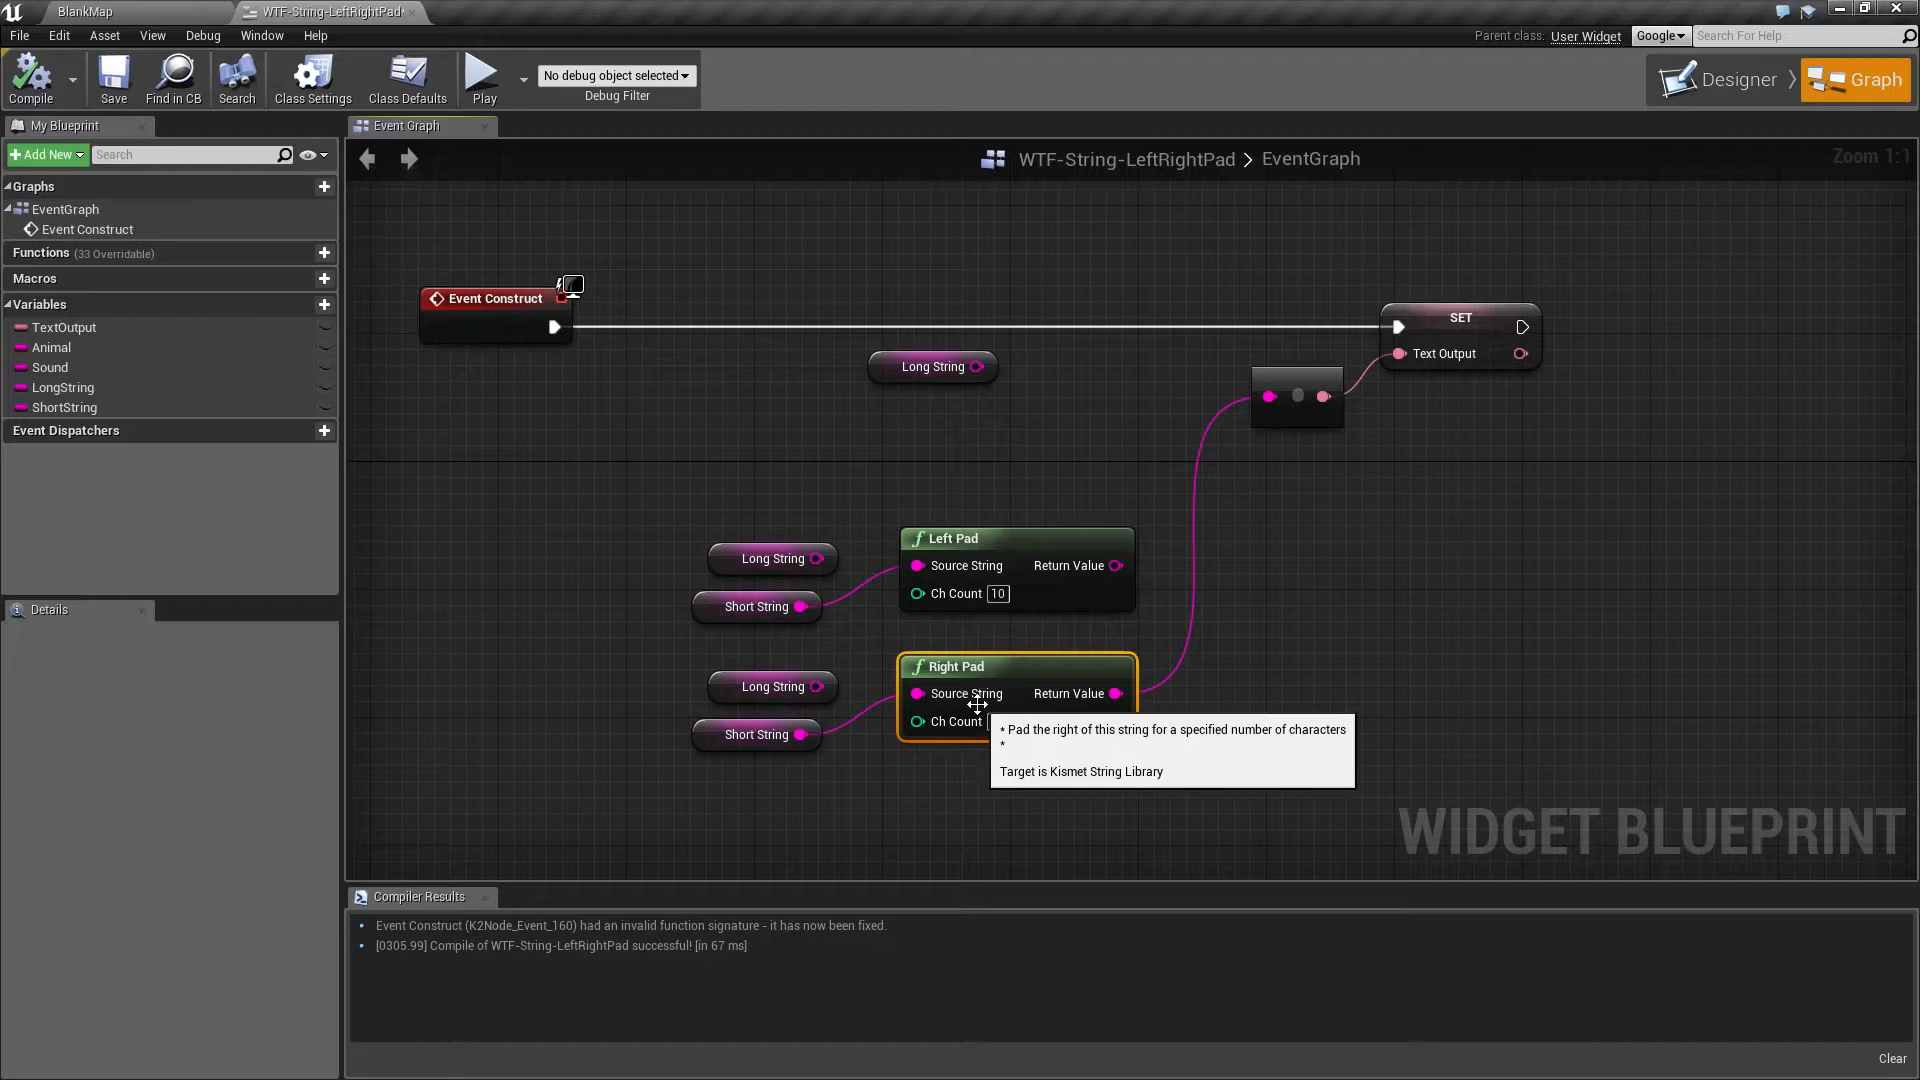 BlankMap
WTF-String-LeftRightPad*
File Edit Asset View Debug Window Help
Parent class: User Widget Google Search For Help
Compile Save Find in CB Search Class Settings Class Defaults Play
No debug object selected
Debug Filter
Designer Graph
My Blueprint
Add New Search
Graphs
EventGraph
Event Construct
Functions (33 Overridable)
Macros
Variables
TextOutput
Animal
Sound
LongString
ShortString
Event Dispatchers
Details
Event Graph
WTF-String-LeftRightPad > EventGraph
Zoom 1:1
Event Construct
Long String
SET
Text Output
Long String
Short String
f Left Pad
Source String Return Value
Ch Count 10
Long String
Short String
f Right Pad
Source String Return Value
Ch Count
* Pad the right of this string for a specified number of characters
*
Target is Kismet String Library
WIDGET BLUEPRINT
Compiler Results
• Event Construct (K2Node_Event_160) had an invalid function signature - it has now been fixed.
• [0305.99] Compile of WTF-String-LeftRightPad successful! [in 67 ms]
Clear